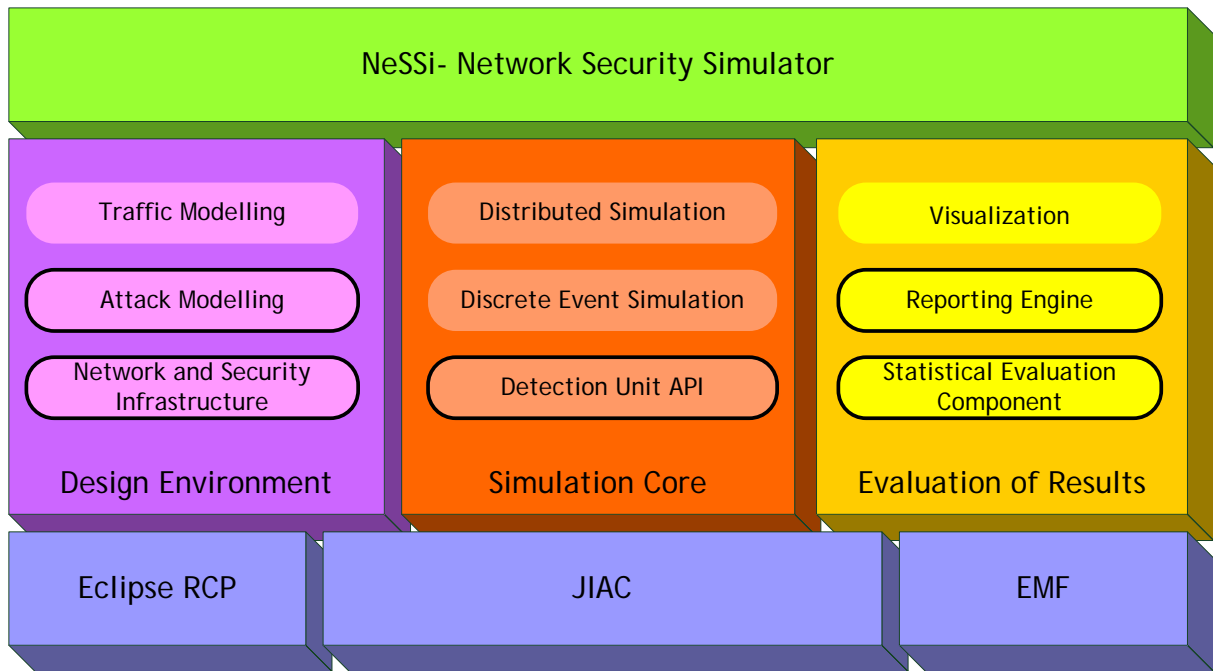 NeSSi- Network Security Simulator
Traffic Modelling
Attack Modelling
Network and Security
Infrastructure
Design Environment
Distributed Simulation
Discrete Event Simulation
Detection Unit API
Simulation Core
Visualization
Reporting Engine
Statistical Evaluation
Component
Evaluation of Results
Eclipse RCP
JIAC
EMF